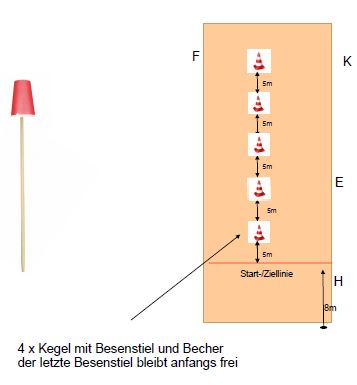 F
K
5m
5m
5m
E
5m
5m
Start-/Ziellinie
H
8m
4 x Kegel mit Besenstiel und Becher
der letzte Besenstiel bleibt anfangs frei